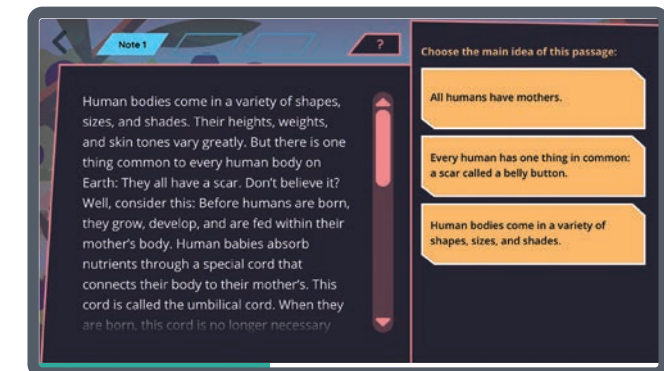 Note 1
?
Human bodies come in a variety of shapes,
sizes, and shades. Their heights, weights,
and skin tones vary greatly. But there is one
thing common to every human body on
Earth: They all have a scar. Don't believe it?
Well, consider this: Before humans are born,
they grow, develop, and are fed within their
mother's body. Human babies absorb
nutrients through a special cord that
connects their body to their mother's. This
cord is called the umbilical cord. When they
are born, this cord is no longer necessary
Choose the main idea of this passage:
All humans have mothers.
Every human has one thing in common:
a scar called a belly button.
Human bodies come in a variety of
shapes, sizes, and shades.